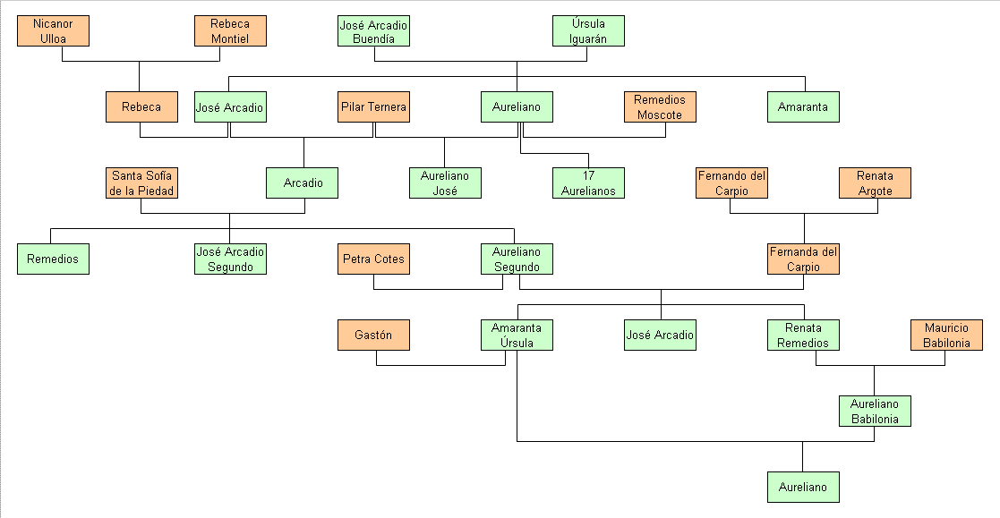 Nicanor
Ulloa
Rebeca
Montiel
José Arcadio
Buendía
Úrsula
Iguarán
Rebeca
José Arcadio
Pilar Ternera
Aureliano
Remedios
Moscote
Amaranta
Santa Sofía
de la Piedad
Arcadio
Aureliano
José
17
Aurelianos
Fernando del
Carpio
Renata
Argote
Remedios
José Arcadio
Segundo
Petra Cotes
Aureliano
Segundo
Fernanda del
Carpio
Gastón
Amaranta
Úrsula
José Arcadio
Renata
Remedios
Mauricio
Babilonia
Aureliano
Babilonia
Aureliano